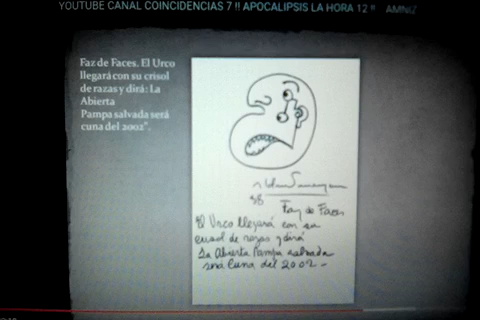 YOUTUBE CANAL COINCIDENCIAS 7 !! APOCALIPSIS LA HORA 12 !!
Faz de Faces. El Urco
llegará con su crisol
de razas y dirá: La
Abierta
Pampa salvada será
cuna del 2002".
Faz de Faces
El Urco llegará con su
crisol de razas y dirá
La Abierta Pampa salvada
será Cuna del 2002.-